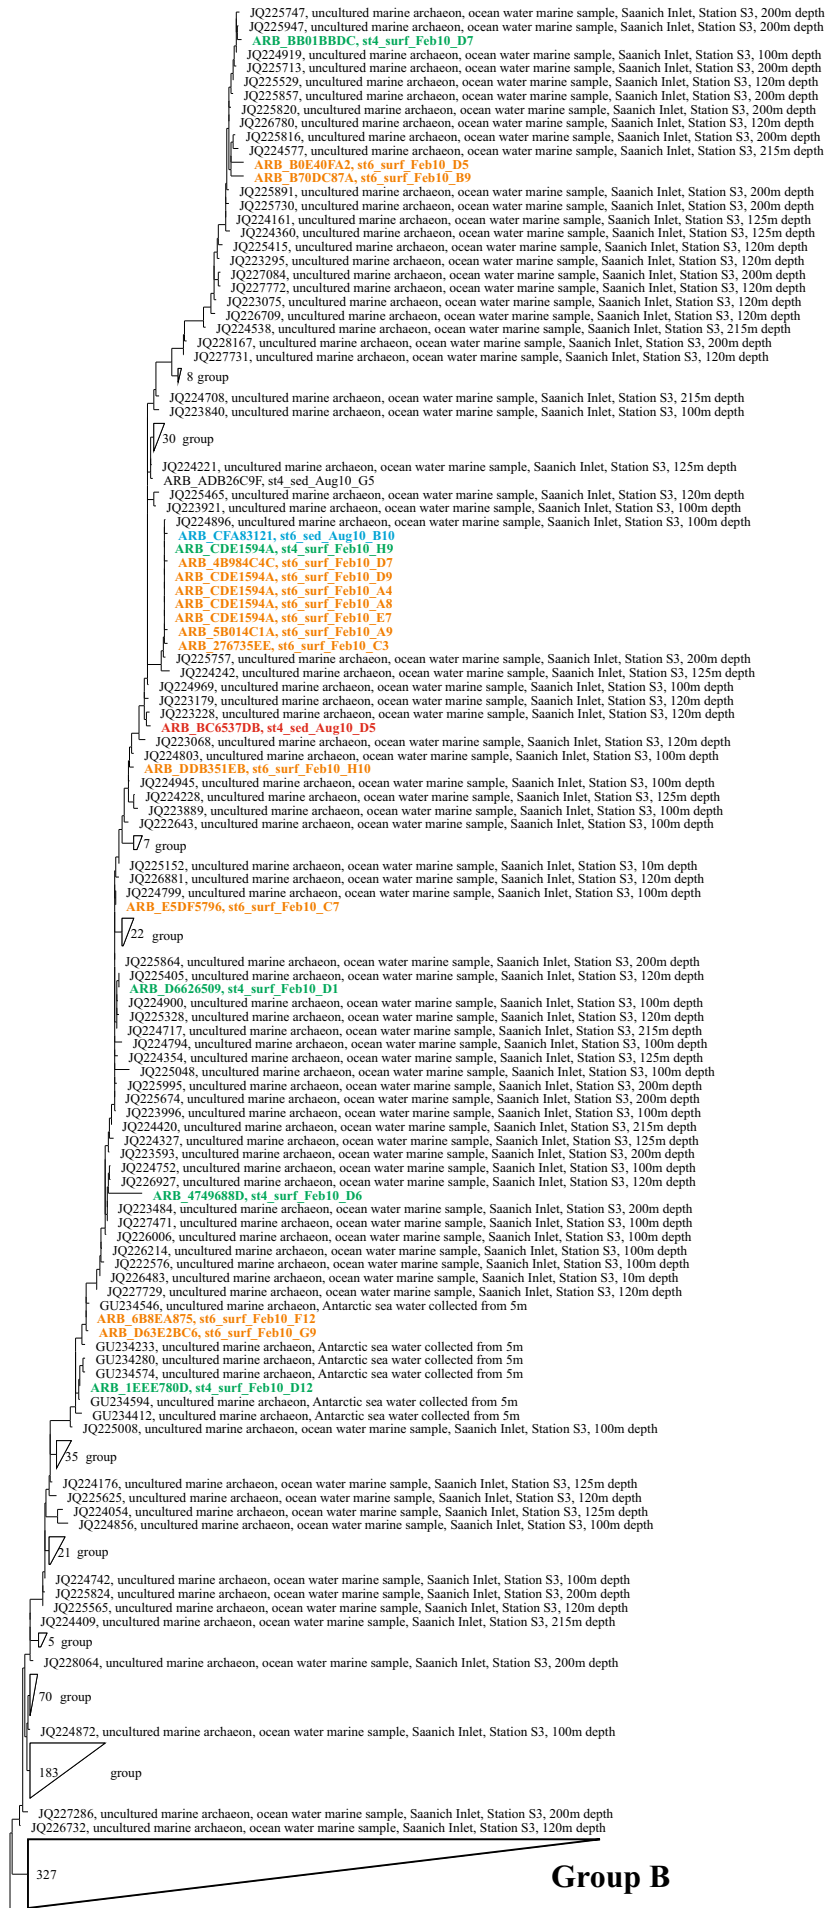 JQ225747, uncultured marine archaeon, ocean water marine sample, Saanich Inlet, Station S3, 200m depth
JQ225947, uncultured marine archaeon, ocean water marine sample, Saanich Inlet, Station S3, 200m depth
ARB_BB01BBDC, st4_surf_Feb10_D7
JQ224919, uncultured marine archaeon, ocean water marine sample, Saanich Inlet, Station S3, 100m depth
JQ225713, uncultured marine archaeon, ocean water marine sample, Saanich Inlet, Station S3, 200m depth
JQ225529, uncultured marine archaeon, ocean water marine sample, Saanich Inlet, Station S3, 120m depth
JQ225857, uncultured marine archaeon, ocean water marine sample, Saanich Inlet, Station S3, 200m depth
JQ225820, uncultured marine archaeon, ocean water marine sample, Saanich Inlet, Station S3, 200m depth
JQ226780, uncultured marine archaeon, ocean water marine sample, Saanich Inlet, Station S3, 120m depth
JQ225816, uncultured marine archaeon, ocean water marine sample, Saanich Inlet, Station S3, 200m depth
JQ224577, uncultured marine archaeon, ocean water marine sample, Saanich Inlet, Station S3, 215m depth
ARB_B0E40FA2, st6_surf_Feb10_D5
ARB_B70DC87A, st6_surf_Feb10_B9
JQ225891, uncultured marine archaeon, ocean water marine sample, Saanich Inlet, Station S3, 200m depth
JQ225730, uncultured marine archaeon, ocean water marine sample, Saanich Inlet, Station S3, 200m depth
JQ224161, uncultured marine archaeon, ocean water marine sample, Saanich Inlet, Station S3, 125m depth
JQ224360, uncultured marine archaeon, ocean water marine sample, Saanich Inlet, Station S3, 125m depth
JQ225415, uncultured marine archaeon, ocean water marine sample, Saanich Inlet, Station S3, 120m depth
JQ223295, uncultured marine archaeon, ocean water marine sample, Saanich Inlet, Station S3, 120m depth
JQ227084, uncultured marine archaeon, ocean water marine sample, Saanich Inlet, Station S3, 200m depth
JQ227772, uncultured marine archaeon, ocean water marine sample, Saanich Inlet, Station S3, 120m depth
JQ223075, uncultured marine archaeon, ocean water marine sample, Saanich Inlet, Station S3, 120m depth
JQ226709, uncultured marine archaeon, ocean water marine sample, Saanich Inlet, Station S3, 120m depth
JQ224538, uncultured marine archaeon, ocean water marine sample, Saanich Inlet, Station S3, 215m depth
JQ228167, uncultured marine archaeon, ocean water marine sample, Saanich Inlet, Station S3, 200m depth
JQ227731, uncultured marine archaeon, ocean water marine sample, Saanich Inlet, Station S3, 120m depth
8 group
JQ224708, uncultured marine archaeon, ocean water marine sample, Saanich Inlet, Station S3, 215m depth
JQ223840, uncultured marine archaeon, ocean water marine sample, Saanich Inlet, Station S3, 100m depth
30 group
JQ224221, uncultured marine archaeon, ocean water marine sample, Saanich Inlet, Station S3, 125m depth
ARB_ADB26C9F, st4_sed_Aug10_G5
JQ225465, uncultured marine archaeon, ocean water marine sample, Saanich Inlet, Station S3, 120m depth
JQ223921, uncultured marine archaeon, ocean water marine sample, Saanich Inlet, Station S3, 100m depth
JQ224896, uncultured marine archaeon, ocean water marine sample, Saanich Inlet, Station S3, 100m depth
ARB_CFA83121, st6_sed_Aug10_B10
ARB_CDE1594A, st4_surf_Feb10_H9
ARB_4B984C4C, st6_surf_Feb10_D7
ARB_CDE1594A, st6_surf_Feb10_D9
ARB_CDE1594A, st6_surf_Feb10_A4
ARB_CDE1594A, st6_surf_Feb10_A8
ARB_CDE1594A, st6_surf_Feb10_E7
ARB_5B014C1A, st6_surf_Feb10_A9
ARB_276735EE, st6_surf_Feb10_C3
JQ225757, uncultured marine archaeon, ocean water marine sample, Saanich Inlet, Station S3, 200m depth
JQ224242, uncultured marine archaeon, ocean water marine sample, Saanich Inlet, Station S3, 125m depth
JQ224969, uncultured marine archaeon, ocean water marine sample, Saanich Inlet, Station S3, 100m depth
JQ223179, uncultured marine archaeon, ocean water marine sample, Saanich Inlet, Station S3, 120m depth
JQ223228, uncultured marine archaeon, ocean water marine sample, Saanich Inlet, Station S3, 120m depth
ARB_BC6537DB, st4_sed_Aug10_D5
JQ223068, uncultured marine archaeon, ocean water marine sample, Saanich Inlet, Station S3, 120m depth
JQ224803, uncultured marine archaeon, ocean water marine sample, Saanich Inlet, Station S3, 100m depth
ARB_DDB351EB, st6_surf_Feb10_H10
JQ224945, uncultured marine archaeon, ocean water marine sample, Saanich Inlet, Station S3, 100m depth
JQ224228, uncultured marine archaeon, ocean water marine sample, Saanich Inlet, Station S3, 125m depth
JQ223889, uncultured marine archaeon, ocean water marine sample, Saanich Inlet, Station S3, 100m depth
JQ222643, uncultured marine archaeon, ocean water marine sample, Saanich Inlet, Station S3, 100m depth
7 group
JQ225152, uncultured marine archaeon, ocean water marine sample, Saanich Inlet, Station S3, 10m depth
JQ226881, uncultured marine archaeon, ocean water marine sample, Saanich Inlet, Station S3, 120m depth
JQ224799, uncultured marine archaeon, ocean water marine sample, Saanich Inlet, Station S3, 100m depth
ARB_E5DF5796, st6_surf_Feb10_C7
22 group
JQ225864, uncultured marine archaeon, ocean water marine sample, Saanich Inlet, Station S3, 200m depth
JQ225405, uncultured marine archaeon, ocean water marine sample, Saanich Inlet, Station S3, 120m depth
ARB_D6626509, st4_surf_Feb10_D1
JQ224900, uncultured marine archaeon, ocean water marine sample, Saanich Inlet, Station S3, 100m depth
JQ225328, uncultured marine archaeon, ocean water marine sample, Saanich Inlet, Station S3, 120m depth
JQ224717, uncultured marine archaeon, ocean water marine sample, Saanich Inlet, Station S3, 215m depth
JQ224794, uncultured marine archaeon, ocean water marine sample, Saanich Inlet, Station S3, 100m depth
JQ224354, uncultured marine archaeon, ocean water marine sample, Saanich Inlet, Station S3, 125m depth
JQ225048, uncultured marine archaeon, ocean water marine sample, Saanich Inlet, Station S3, 100m depth
JQ225995, uncultured marine archaeon, ocean water marine sample, Saanich Inlet, Station S3, 200m depth
JQ225674, uncultured marine archaeon, ocean water marine sample, Saanich Inlet, Station S3, 200m depth
JQ223996, uncultured marine archaeon, ocean water marine sample, Saanich Inlet, Station S3, 100m depth
JQ224420, uncultured marine archaeon, ocean water marine sample, Saanich Inlet, Station S3, 215m depth
JQ224327, uncultured marine archaeon, ocean water marine sample, Saanich Inlet, Station S3, 125m depth
JQ223593, uncultured marine archaeon, ocean water marine sample, Saanich Inlet, Station S3, 200m depth
JQ224752, uncultured marine archaeon, ocean water marine sample, Saanich Inlet, Station S3, 100m depth
JQ226927, uncultured marine archaeon, ocean water marine sample, Saanich Inlet, Station S3, 120m depth
ARB_4749688D, st4_surf_Feb10_D6
JQ223484, uncultured marine archaeon, ocean water marine sample, Saanich Inlet, Station S3, 200m depth
JQ227471, uncultured marine archaeon, ocean water marine sample, Saanich Inlet, Station S3, 100m depth
JQ226006, uncultured marine archaeon, ocean water marine sample, Saanich Inlet, Station S3, 100m depth
JQ226214, uncultured marine archaeon, ocean water marine sample, Saanich Inlet, Station S3, 100m depth
JQ222576, uncultured marine archaeon, ocean water marine sample, Saanich Inlet, Station S3, 100m depth
JQ226483, uncultured marine archaeon, ocean water marine sample, Saanich Inlet, Station S3, 10m depth
JQ227729, uncultured marine archaeon, ocean water marine sample, Saanich Inlet, Station S3, 120m depth
GU234546, uncultured marine archaeon, Antarctic sea water collected from 5m
ARB_6B8EA875, st6_surf_Feb10_F12
ARB_D63E2BC6, st6_surf_Feb10_G9
GU234233, uncultured marine archaeon, Antarctic sea water collected from 5m
GU234280, uncultured marine archaeon, Antarctic sea water collected from 5m
GU234574, uncultured marine archaeon, Antarctic sea water collected from 5m
ARB_1EEE780D, st4_surf_Feb10_D12
GU234594, uncultured marine archaeon, Antarctic sea water collected from 5m
GU234412, uncultured marine archaeon, Antarctic sea water collected from 5m
JQ225008, uncultured marine archaeon, ocean water marine sample, Saanich Inlet, Station S3, 100m depth
35 group
JQ224176, uncultured marine archaeon, ocean water marine sample, Saanich Inlet, Station S3, 125m depth
JQ225625, uncultured marine archaeon, ocean water marine sample, Saanich Inlet, Station S3, 120m depth
JQ224054, uncultured marine archaeon, ocean water marine sample, Saanich Inlet, Station S3, 125m depth
JQ224856, uncultured marine archaeon, ocean water marine sample, Saanich Inlet, Station S3, 100m depth
21 group
JQ224742, uncultured marine archaeon, ocean water marine sample, Saanich Inlet, Station S3, 100m depth
JQ225824, uncultured marine archaeon, ocean water marine sample, Saanich Inlet, Station S3, 200m depth
JQ225565, uncultured marine archaeon, ocean water marine sample, Saanich Inlet, Station S3, 120m depth
JQ224409, uncultured marine archaeon, ocean water marine sample, Saanich Inlet, Station S3, 215m depth
5 group
JQ228064, uncultured marine archaeon, ocean water marine sample, Saanich Inlet, Station S3, 200m depth
70 group
JQ224872, uncultured marine archaeon, ocean water marine sample, Saanich Inlet, Station S3, 100m depth
183 group
JQ227286, uncultured marine archaeon, ocean water marine sample, Saanich Inlet, Station S3, 200m depth
JQ226732, uncultured marine archaeon, ocean water marine sample, Saanich Inlet, Station S3, 120m depth
327
Group B